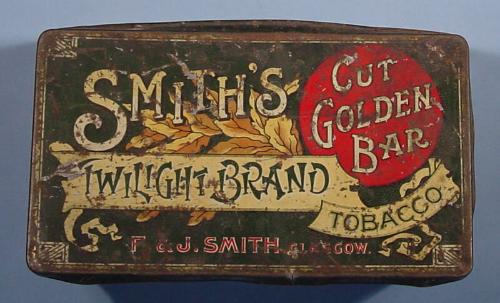 SMITH'S
CUT
GOLDEN
BAR
TWILIGHT BRAND
TOBACCO
F & J. SMITH. GLASGOW.